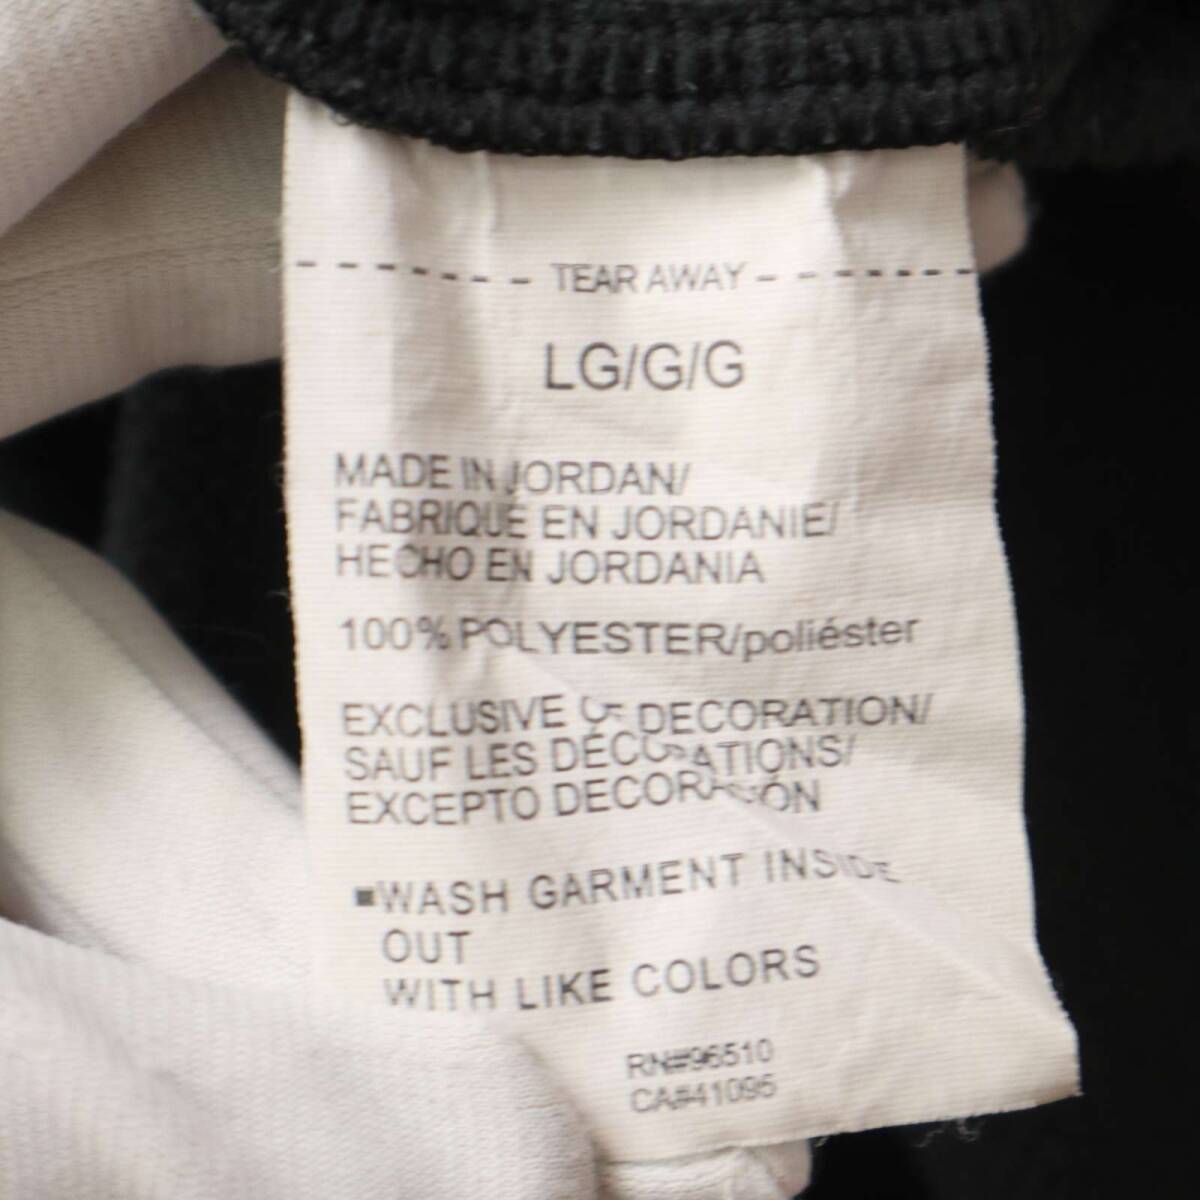 - - - - - - TEAR AWAY - - - - - -
LG/G/G
MADE IN JORDAN/
FABRIQUÉ EN JORDANIE/
HECHO EN JORDANIA
100% POLYESTER/poliéster
EXCLUSIVE OF DECORATION/
SAUF LES DÉCORATIONS/
EXCEPTO DECORACIÓN
■WASH GARMENT INSIDE
OUT
WITH LIKE COLORS
RN#96510
CA#41095